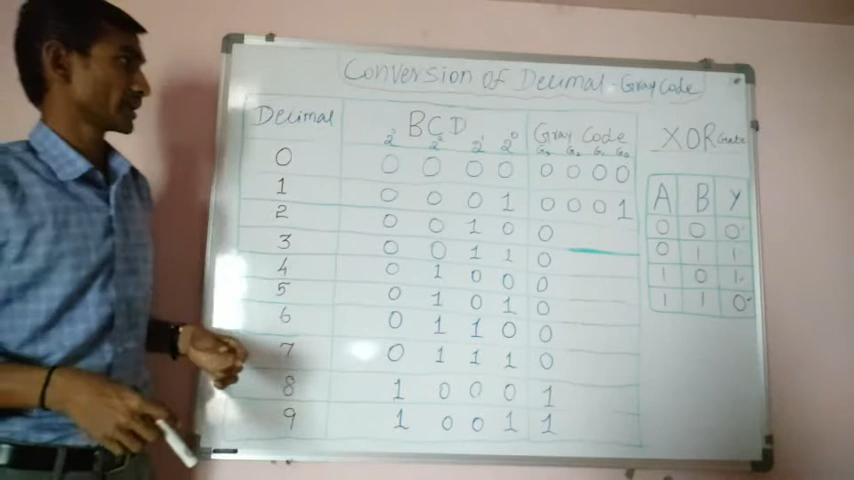 Conversion of Decimal - Gray Code
Decimal BCD Gray Code XOR Gate
2³ 2² 2¹ 2⁰ G₃ G₂ G₁ G₀
0 0 0 0 0 0 0 0 0
1 0 0 0 1 0 0 0 1
2 0 0 1 0 0
3 0 0 1 1 0
4 0 1 0 0 0
5 0 1 0 1 0
6 0 1 1 0 0
7 0 1 1 1 0
8 1 0 0 0 1
9 1 0 0 1 1
A B Y
0 0 0
0 1 1
1 0 1
1 1 0